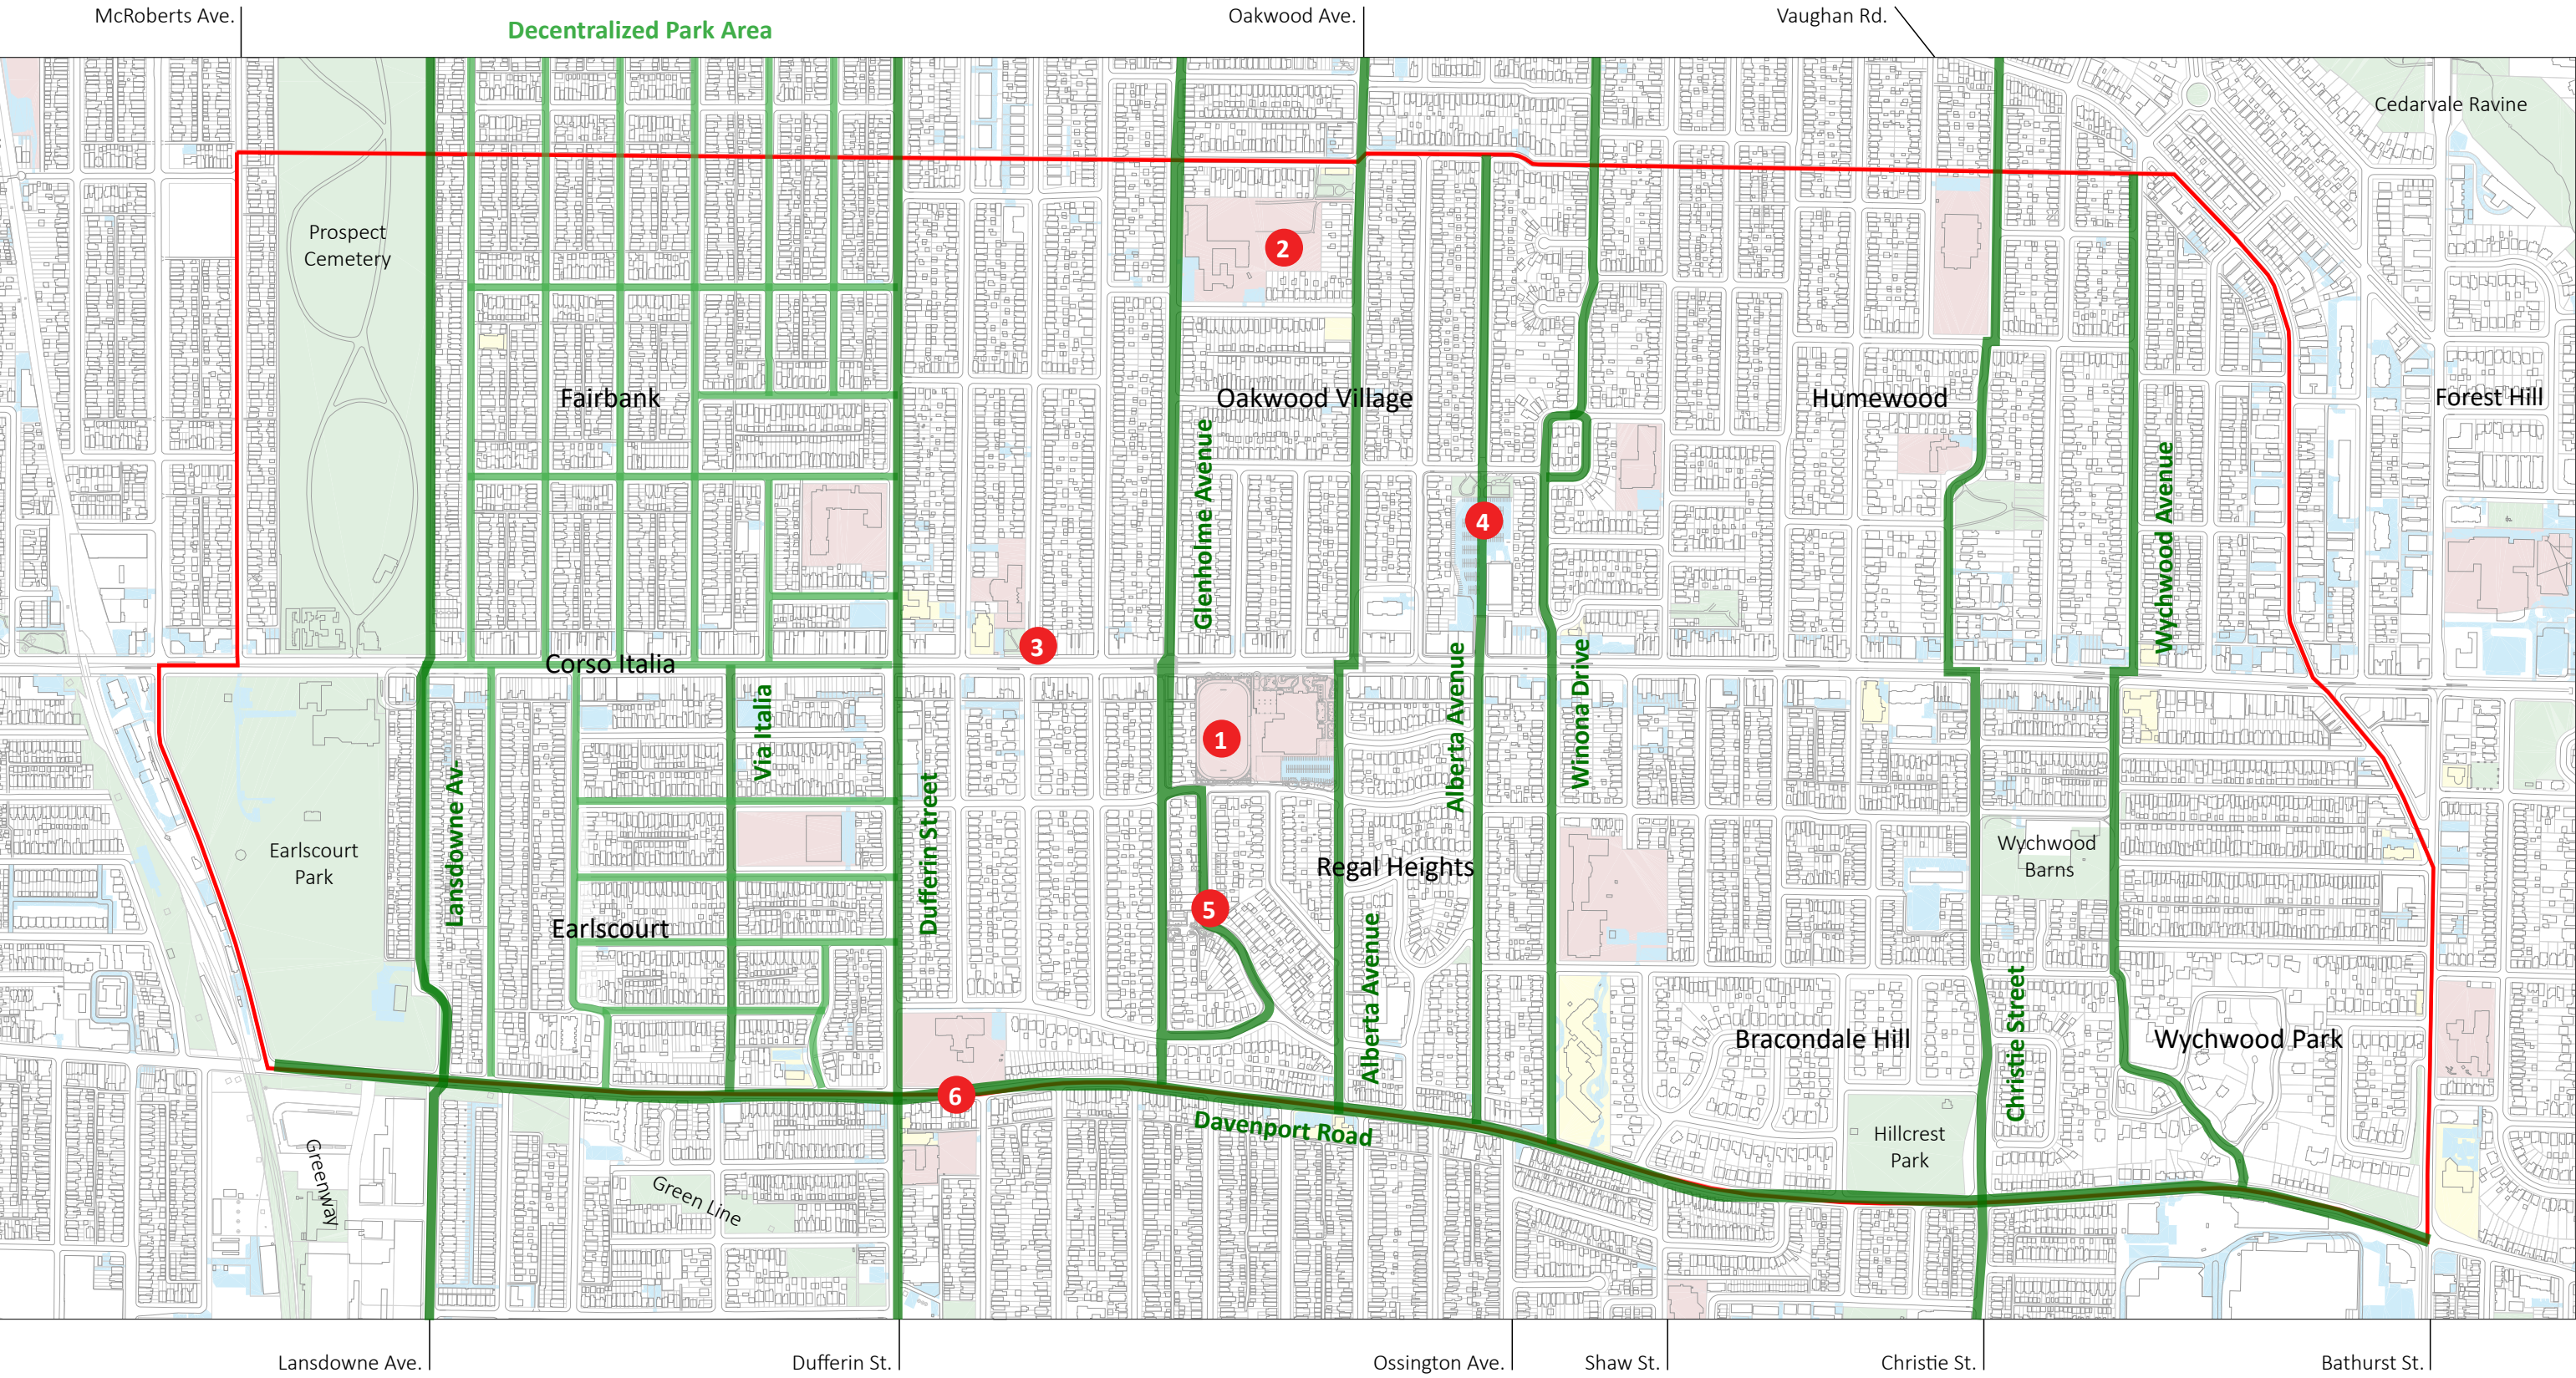 McRoberts Ave.
Decentralized Park Area
Oakwood Ave.
Vaughan Rd.
Cedarvale Ravine
Prospect
Cemetery
2
Fairbank
Oakwood Village
Humewood
Forest Hill
Glenholme Avenue
Wychwood Avenue
4
3
Corso Italia
Via Italia
Alberta Avenue
Winona Drive
1
Lansdowne Av-
Dufferin Street
Earlscourt
Park
Regal Heights
Wychwood
Barns
5
Earlscourt
Alberta Avenue
Christie Street
Bracondale Hill
Wychwood Park
6
Davenport Road
Hillcrest
Park
Greenway
Green Line
Lansdowne Ave.
Dufferin St.
Ossington Ave.
Shaw St.
Christie St.
Bathurst St.